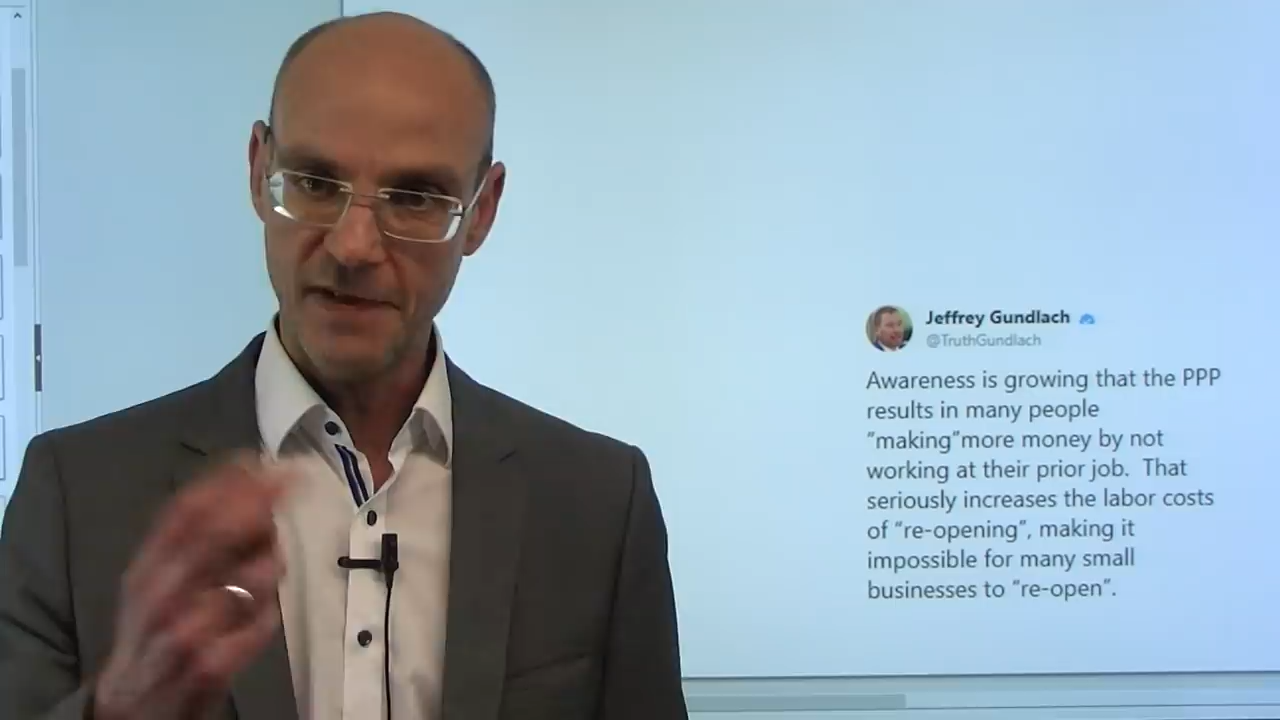 Jeffrey Gundlach
@TruthGundlach
Awareness is growing that the PPP
results in many people
"making"more money by not
working at their prior job. That
seriously increases the labor costs
of "re-opening", making it
impossible for many small
businesses to "re-open".